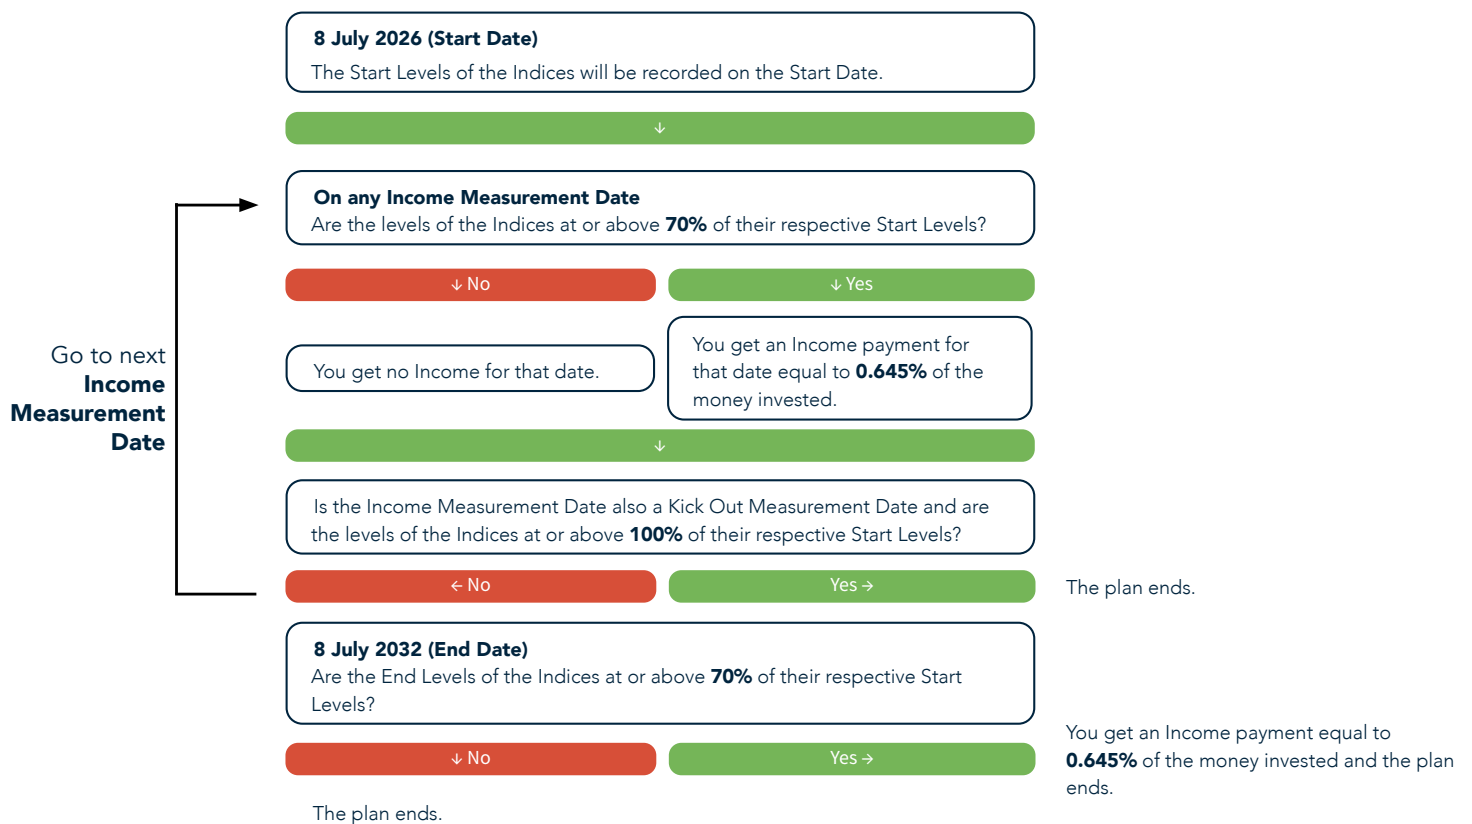 8 July 2026 (Start Date)
The Start Levels of the Indices will be recorded on the Start Date.
↓
On any Income Measurement Date
Are the levels of the Indices at or above 70% of their respective Start Levels?
↓ No
↓ Yes
Go to next
Income
Measurement
Date
You get no Income for that date.
You get an Income payment for
that date equal to 0.645% of the
money invested.
↓
Is the Income Measurement Date also a Kick Out Measurement Date and are
the levels of the Indices at or above 100% of their respective Start Levels?
← No
Yes →
The plan ends.
8 July 2032 (End Date)
Are the End Levels of the Indices at or above 70% of their respective Start
Levels?
↓ No
Yes →
You get an Income payment equal to
0.645% of the money invested and the plan
ends.
The plan ends.